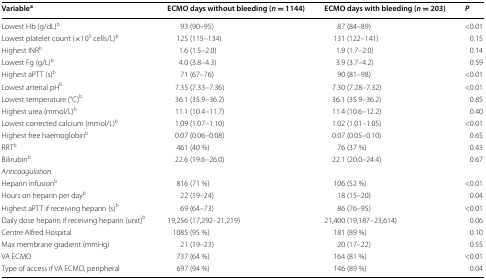 Variableᵃ ECMO days without bleeding (n = 1144) ECMO days with bleeding (n = 203) P
Lowest Hb (g/dL)ᵇ 93 (90–95) 87 (84–89) <0.01
Lowest platelet count (×10³ cells/L)ᵇ 125 (115–134) 131 (122–141) 0.15
Highest INRᵇ 1.6 (1.5–2.0) 1.9 (1.7–2.0) 0.14
Lowest Fg (g/L)ᵇ 4.0 (3.8–4.3) 3.9 (3.7–4.2) 0.59
Highest aPTT (s)ᵇ 71 (67–76) 90 (81–98) <0.01
Lowest arterial pHᵇ 7.35 (7.33–7.36) 7.30 (7.28–7.32) <0.01
Lowest temperature (°C)ᵇ 36.1 (35.9–36.2) 36.1 (35.9–36.2) 0.85
Highest urea (mmol/L)ᵇ 11.1 (10.4–11.7) 11.4 (10.6–12.2) 0.40
Lowest corrected calcium (mmol/L)ᵇ 1.09 (1.07–1.10) 1.02 (1.01–1.05) <0.01
Highest free haemoglobinᵇ 0.07 (0.06–0.08) 0.07 (0.05–0.10) 0.65
RRTᵇ 461 (40 %) 76 (37 %) 0.43
Bilirubinᵇ 22.6 (19.6–26.0) 22.1 (20.0–24.4) 0.67
Anticoagulation
Heparin infusionᵇ 816 (71 %) 106 (52 %) <0.01
Hours on heparin per dayᵇ 22 (19–24) 18 (15–20) 0.04
Highest aPTT if receiving heparin (s)ᵇ 69 (64–73) 86 (76–95) <0.01
Daily dose heparin if receiving heparin (unit)ᵇ 19,256 (17,292–21,219) 21,400 (19,187–23,614) 0.06
Centre Alfred Hospital 1085 (95 %) 181 (89 %) 0.10
Max membrane gradient (mmHg) 21 (19–23) 20 (17–22) 0.55
VA ECMO 737 (64 %) 164 (81 %) <0.01
Type of access if VA ECMO, peripheral 697 (94 %) 146 (89 %) 0.04